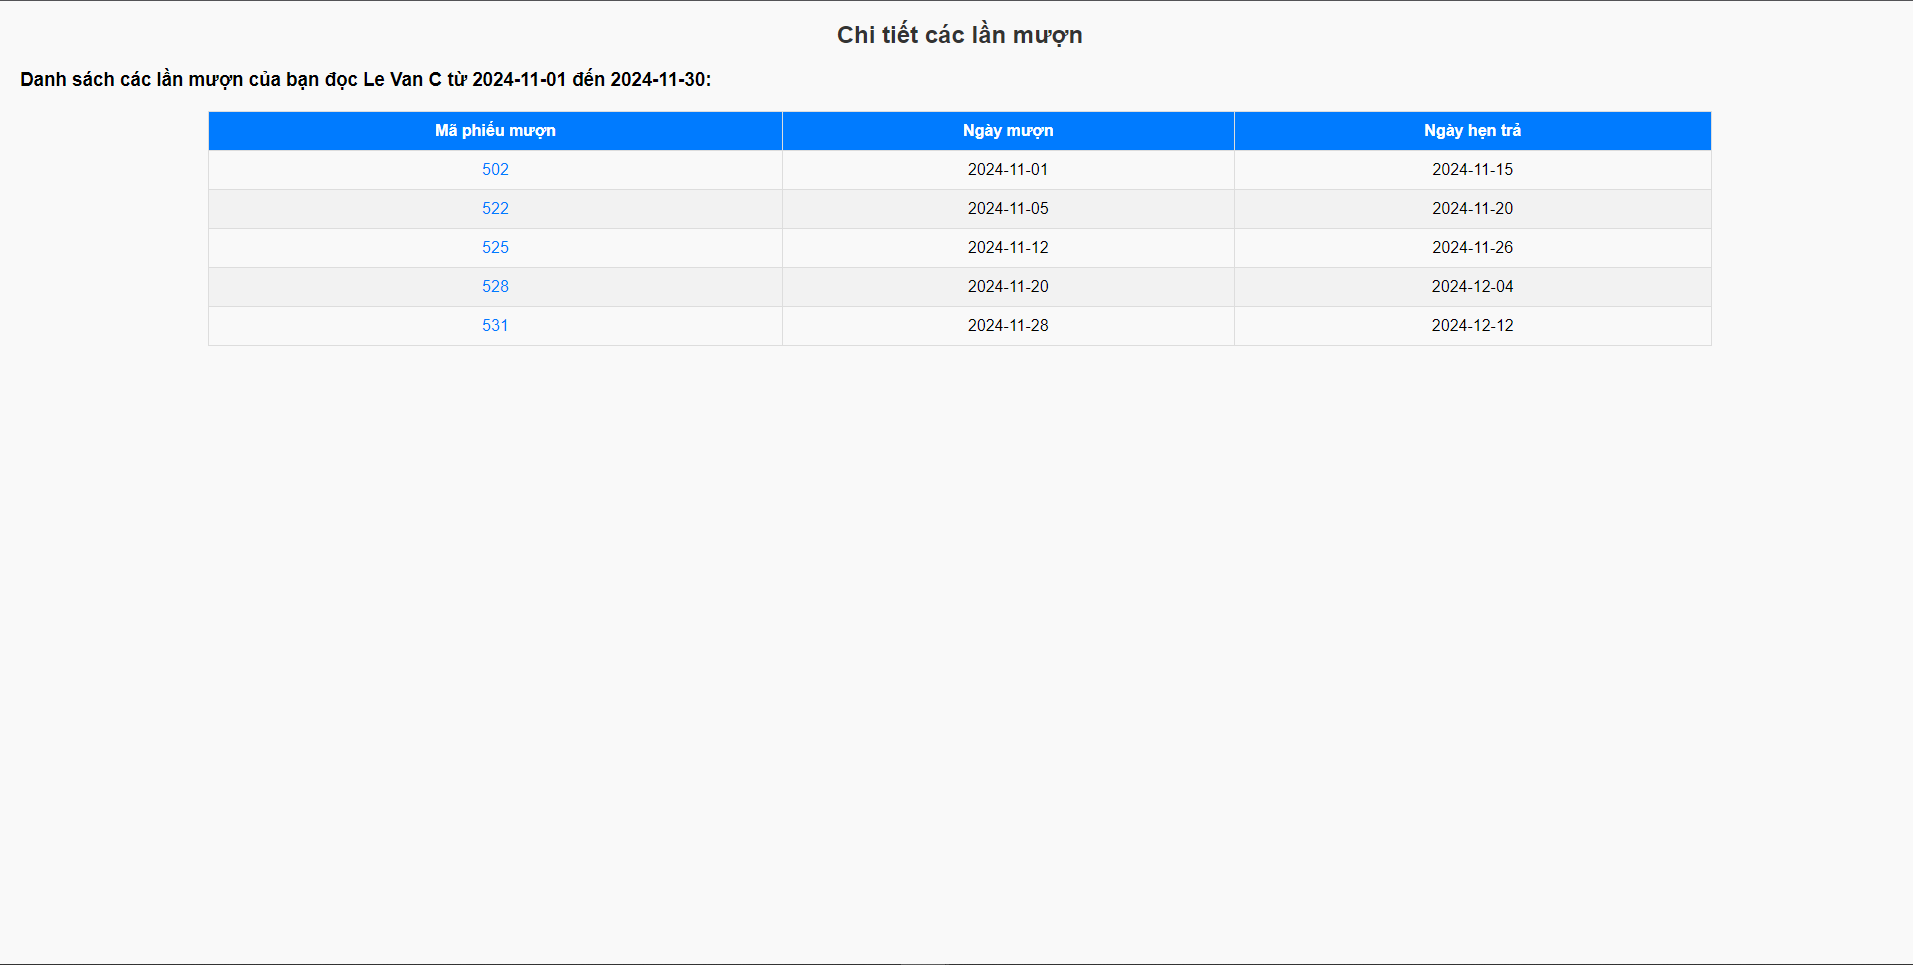 Chi tiết các lần mượn
Danh sách các lần mượn của bạn đọc Le Van C từ 2024-11-01 đến 2024-11-30:
Mã phiếu mượn Ngày mượn Ngày hẹn trả
502 2024-11-01 2024-11-15
522 2024-11-05 2024-11-20
525 2024-11-12 2024-11-26
528 2024-11-20 2024-12-04
531 2024-11-28 2024-12-12